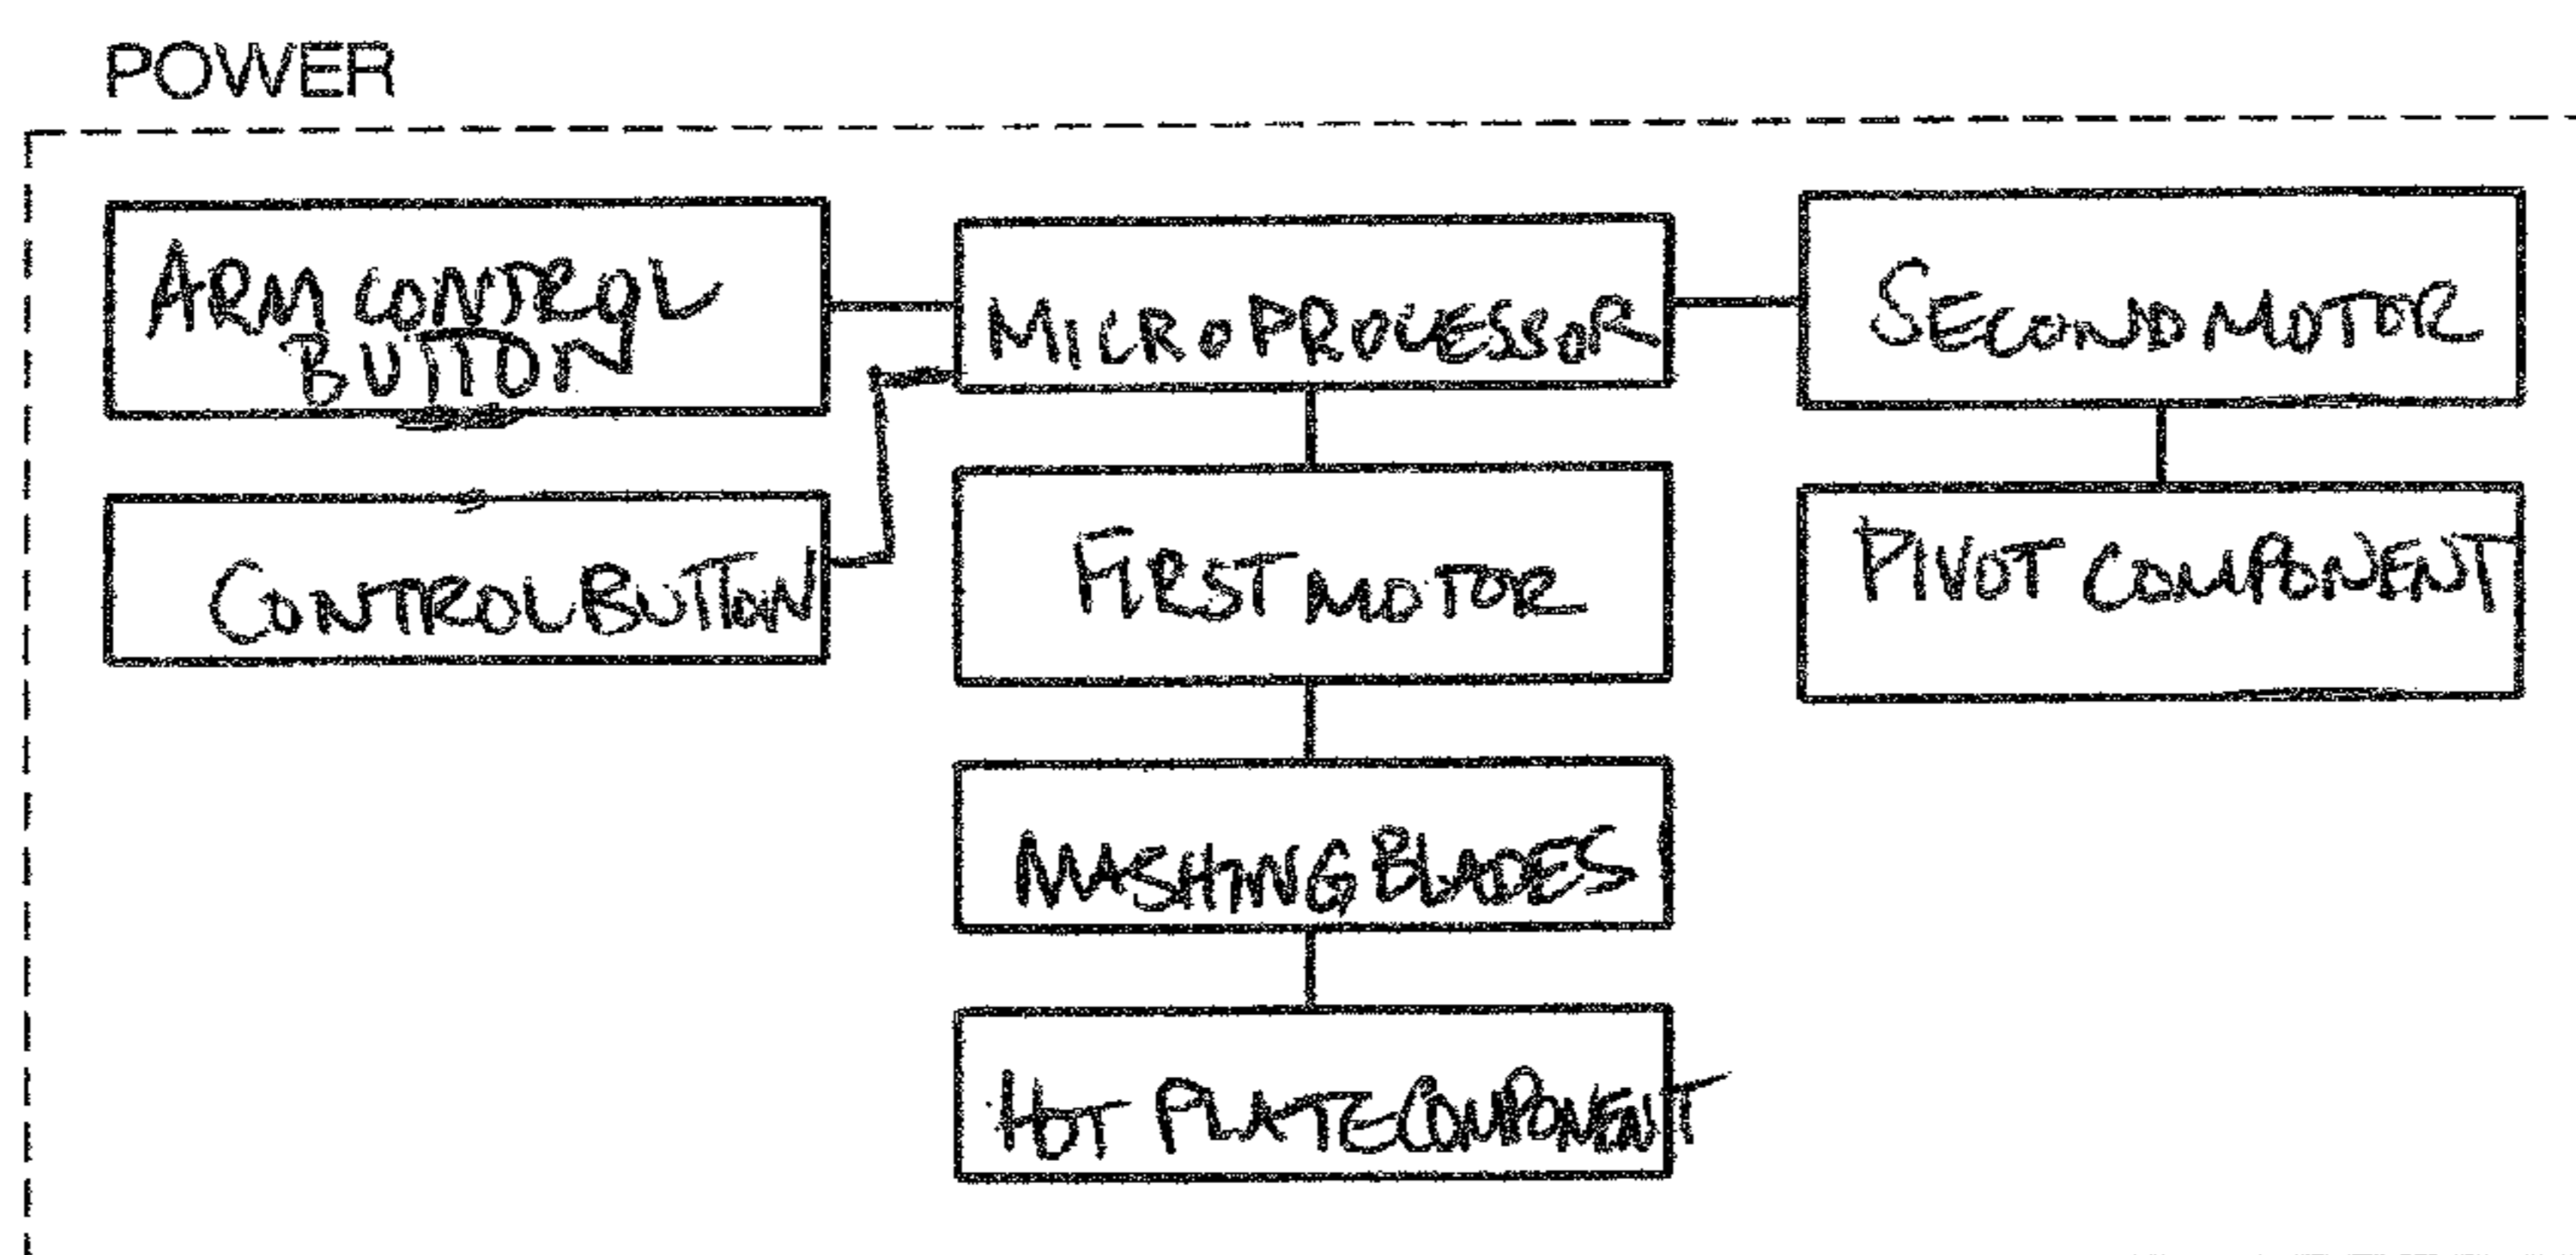 POWER
ARM CONTROL
BUTTON
MICROPROCESSOR
SECOND MOTOR
CONTROL BUTTON
FIRST MOTOR
PIVOT COMPONENT
MASHING BLADES
HOT PLATE COMPONENT